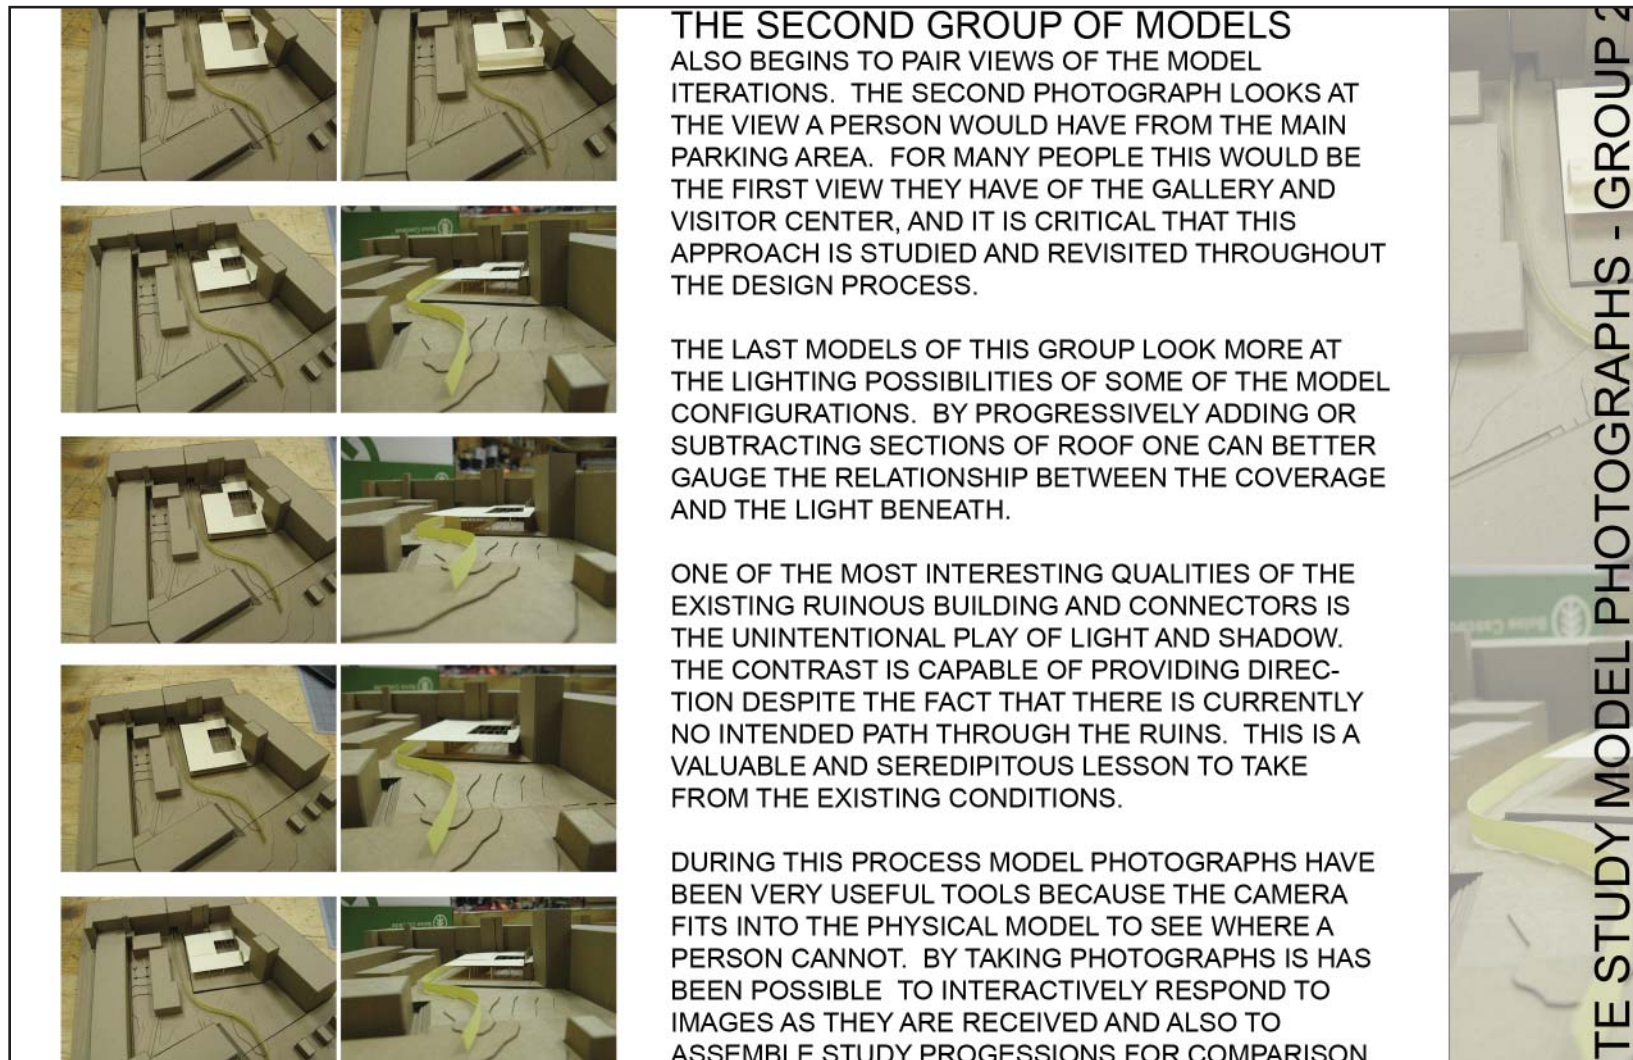 THE SECOND GROUP OF MODELS
ALSO BEGINS TO PAIR VIEWS OF THE MODEL
ITERATIONS.  THE SECOND PHOTOGRAPH LOOKS AT
THE VIEW A PERSON WOULD HAVE FROM THE MAIN
PARKING AREA.  FOR MANY PEOPLE THIS WOULD BE
THE FIRST VIEW THEY HAVE OF THE GALLERY AND
VISITOR CENTER, AND IT IS CRITICAL THAT THIS
APPROACH IS STUDIED AND REVISITED THROUGHOUT
THE DESIGN PROCESS.
THE LAST MODELS OF THIS GROUP LOOK MORE AT
THE LIGHTING POSSIBILITIES OF SOME OF THE MODEL
CONFIGURATIONS.  BY PROGRESSIVELY ADDING OR
SUBTRACTING SECTIONS OF ROOF ONE CAN BETTER
GAUGE THE RELATIONSHIP BETWEEN THE COVERAGE
AND THE LIGHT BENEATH.
ONE OF THE MOST INTERESTING QUALITIES OF THE
EXISTING RUINOUS BUILDING AND CONNECTORS IS
THE UNINTENTIONAL PLAY OF LIGHT AND SHADOW.
THE CONTRAST IS CAPABLE OF PROVIDING DIREC-
TION DESPITE THE FACT THAT THERE IS CURRENTLY
NO INTENDED PATH THROUGH THE RUINS.  THIS IS A
VALUABLE AND SEREDIPITOUS LESSON TO TAKE
FROM THE EXISTING CONDITIONS.
DURING THIS PROCESS MODEL PHOTOGRAPHS HAVE
BEEN VERY USEFUL TOOLS BECAUSE THE CAMERA
FITS INTO THE PHYSICAL MODEL TO SEE WHERE A
PERSON CANNOT.  BY TAKING PHOTOGRAPHS IS HAS
BEEN POSSIBLE  TO INTERACTIVELY RESPOND TO
IMAGES AS THEY ARE RECEIVED AND ALSO TO
ASSEMBLE STUDY PROGESSIONS FOR COMPARISON
TE STUDY MODEL PHOTOGRAPHS - GROUP 2